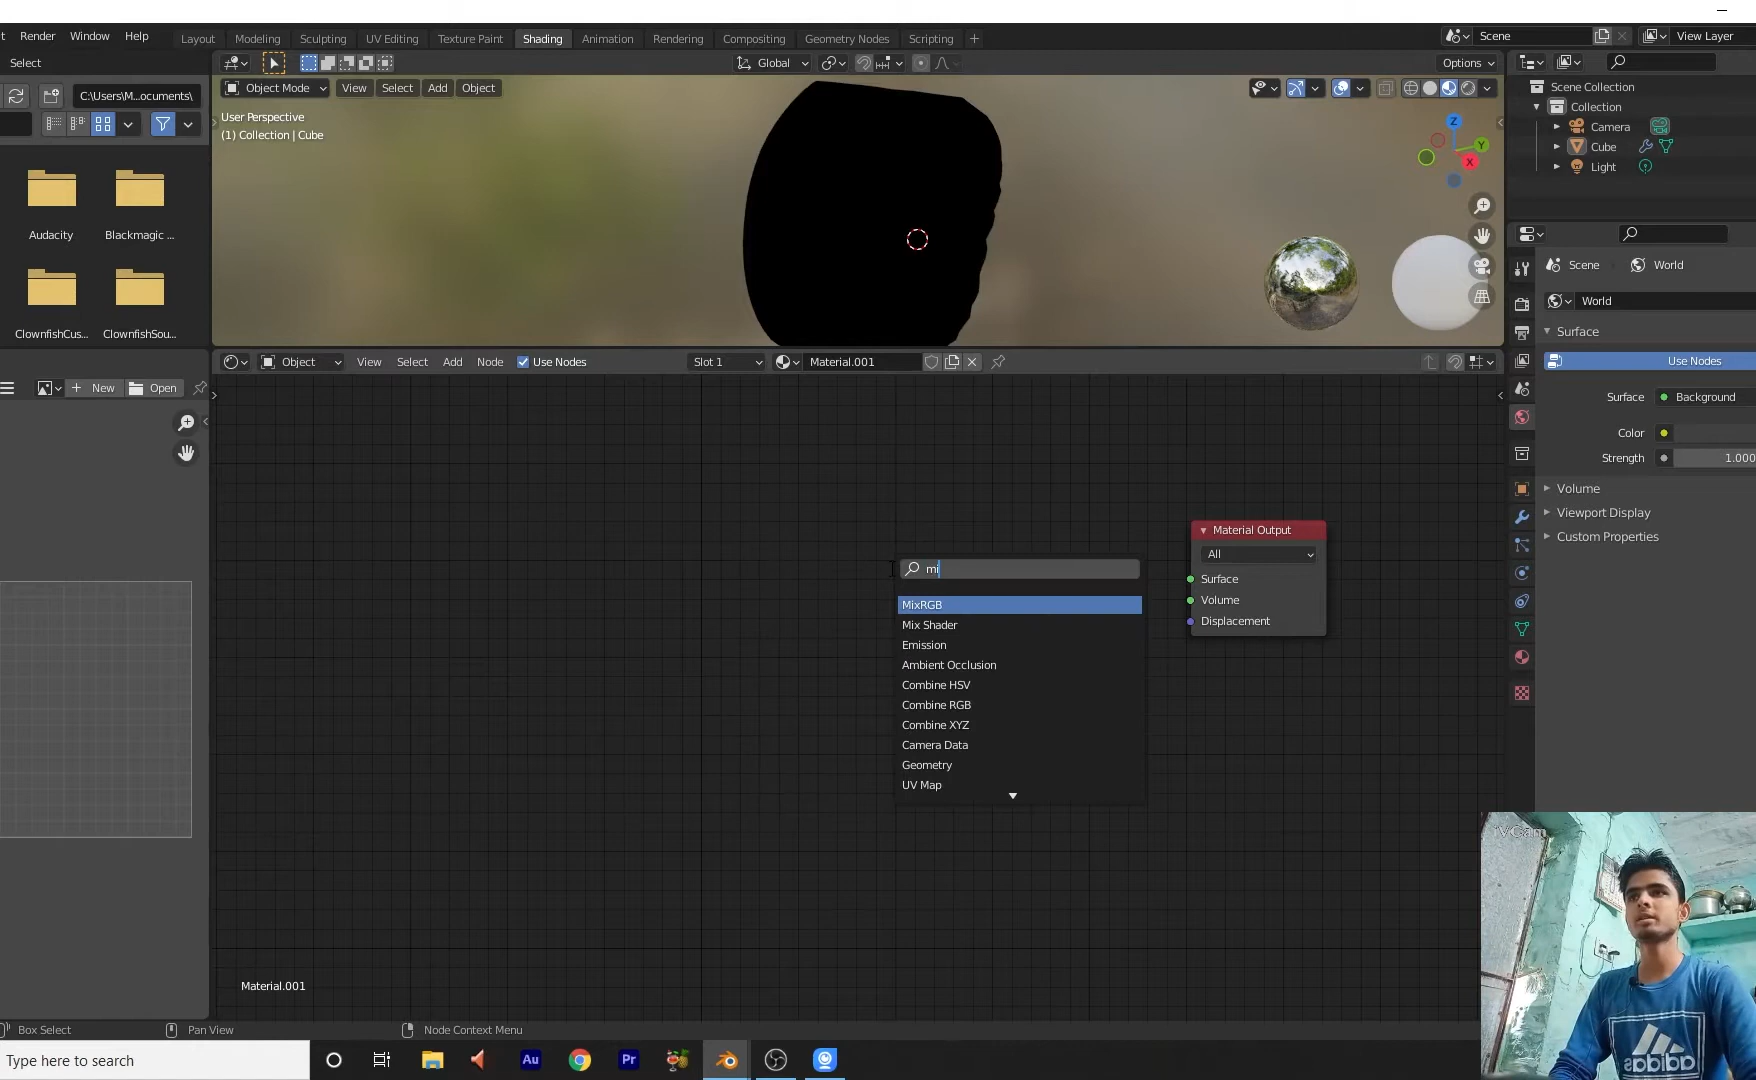 t Render Window Help Layout Modeling Sculpting UV Editing Texture Paint Shading Animation Rendering Compositing Geometry Nodes Scripting + Scene View Layer
Select Global Options
C:\Users\M...ocuments\ Object Mode View Select Add Object
Scene Collection
Collection
Camera
Cube
Light
User Perspective
(1) Collection | Cube
Z
Y
X
Audacity Blackmagic ...
ClownfishCus... ClownfishSou...
Object View Select Add Node Use Nodes Slot 1 Material.001
New Open
Scene World
World
Surface
Use Nodes
Surface Background
Color
Strength 1.000
Volume
Viewport Display
Custom Properties
Material Output
All
Surface
Volume
Displacement
mi
MixRGB
Mix Shader
Emission
Ambient Occlusion
Combine HSV
Combine RGB
Combine XYZ
Camera Data
Geometry
UV Map
iVCam
adidas
Material.001
Box Select Pan View Node Context Menu
Type here to search Au Pr